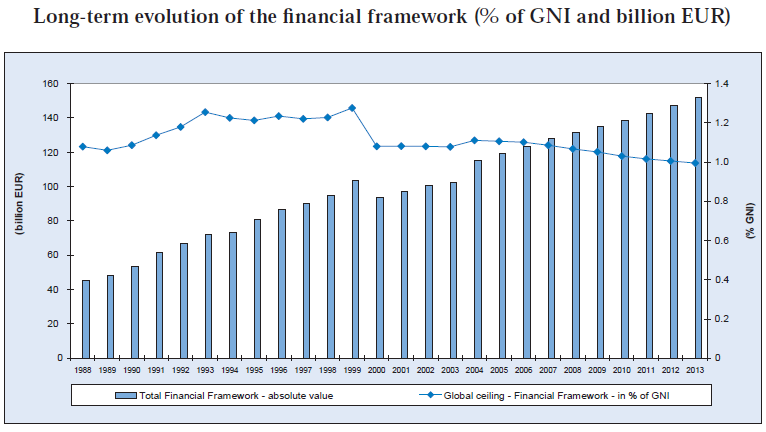 Long-term evolution of the financial framework (% of GNI and billion EUR)
160
140
120
100
80
60
40
20
0
(billion EUR)
1.4
1.2
1.0
0.8
0.6
0.4
0.2
0
(% GNI)
1988 1989 1990 1991 1992 1993 1994 1995 1996 1997 1998 1999 2000 2001 2002 2003 2004 2005 2006 2007 2008 2009 2010 2011 2012 2013
Total Financial Framework - absolute value
Global ceiling - Financial Framework - in % of GNI